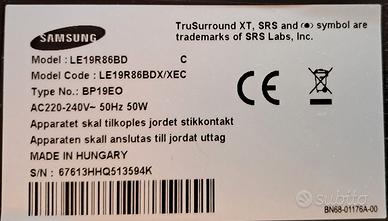 SAMSUNG
TruSurround XT, SRS and (●) symbol are
trademarks of SRS Labs, Inc.
Model : LE19R86BD C
Model Code : LE19R86BDX/XEC
Type No.: BP19EO
AC220-240V~ 50Hz 50W
Apparatet skal tilkoples jordet stikkontakt
Apparaten skall anslutas till jordat uttag
MADE IN HUNGARY
S/N : 67613HHQ513594K
subito
BN68-01176A-00